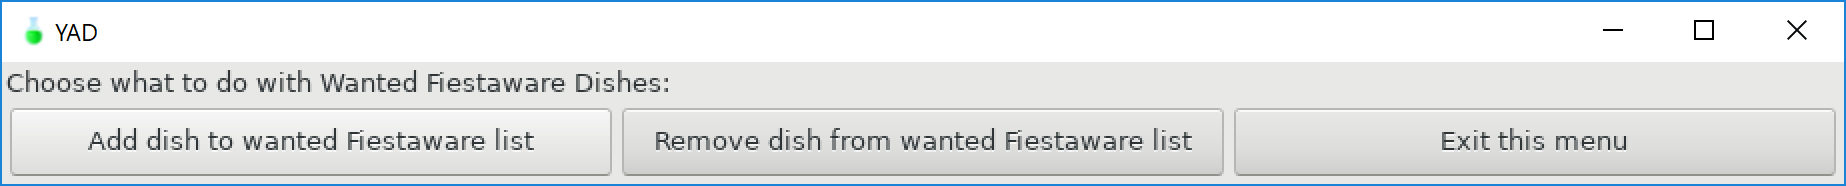 YAD
Choose what to do with Wanted Fiestaware Dishes:
Add dish to wanted Fiestaware list Remove dish from wanted Fiestaware list Exit this menu